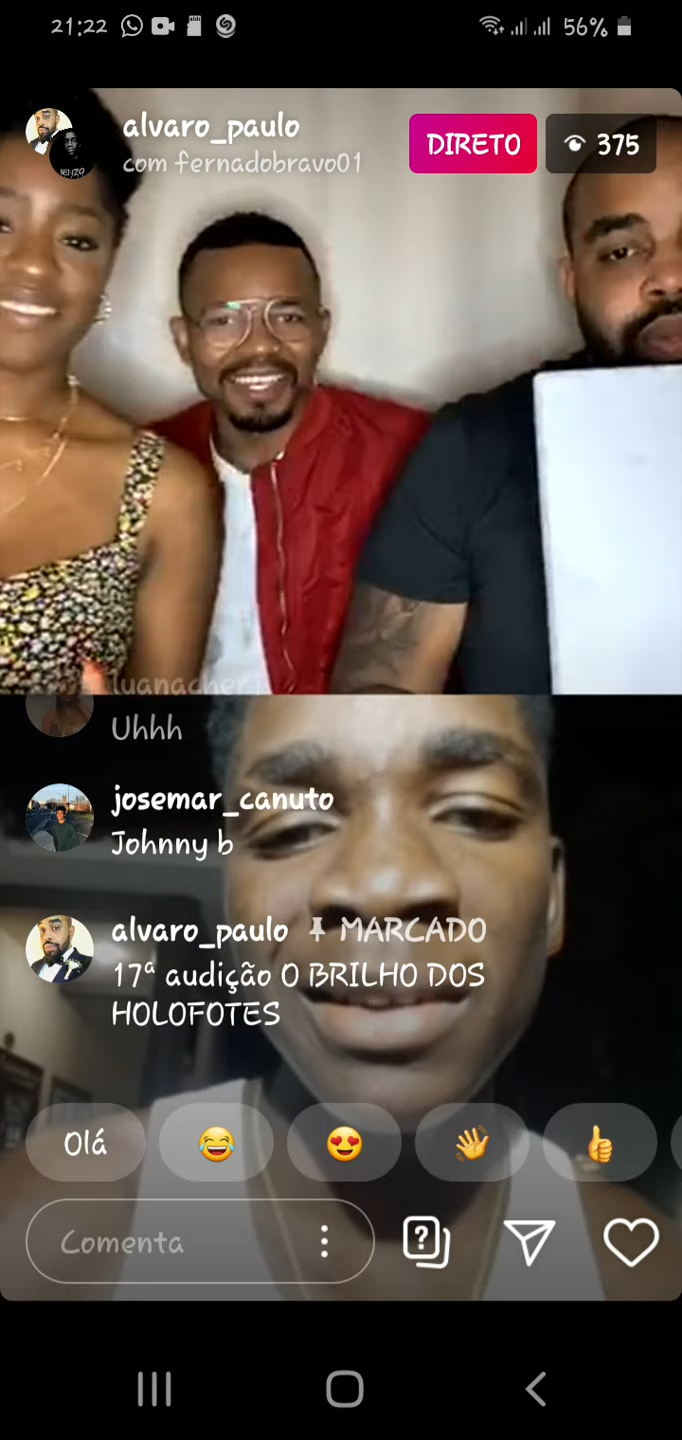 21:22
56%
alvaro_paulo
com fernadobravo01
DIRETO
375
Uhhh
josemar_canuto
Johnny b
alvaro_paulo MARCADO
17ª audição O BRILHO DOS
HOLOFOTES
Olá
Comenta